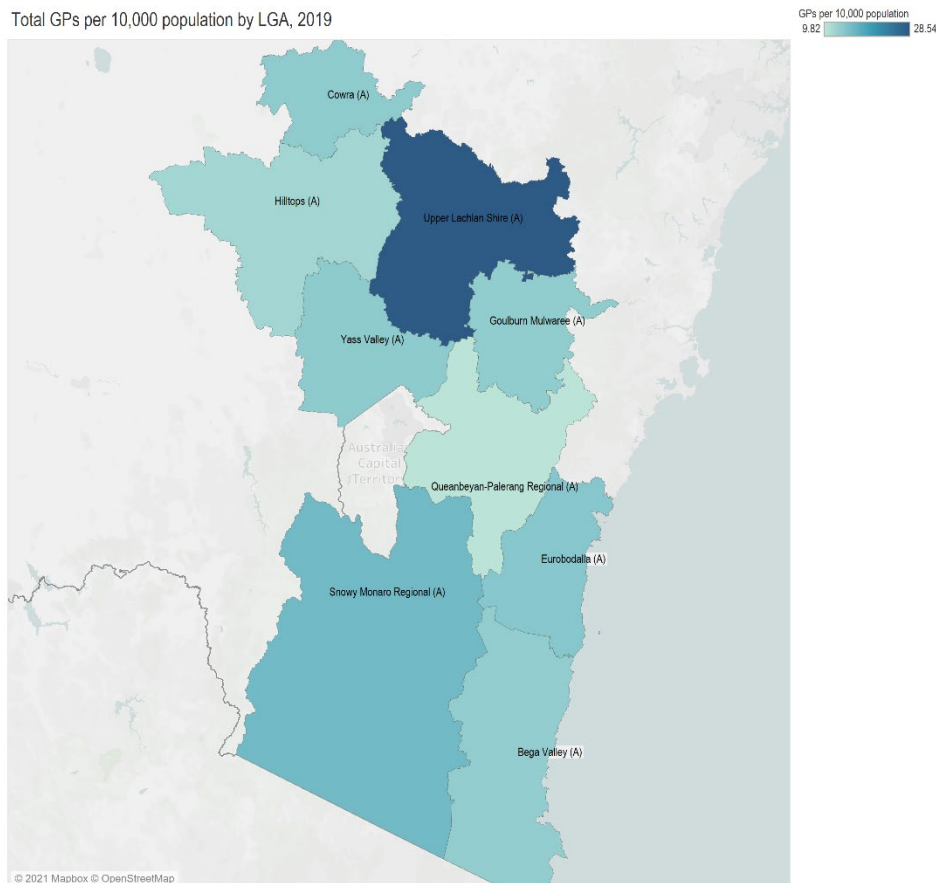 Total GPs per 10,000 population by LGA, 2019
GPs per 10,000 population
9.82 28.54
Cowra (A)
Hilltops (A)
Upper Lachlan Shire (A)
Goulburn Mulwaree (A)
Yass Valley (A)
Australian
Capital
Territory
Queanbeyan-Palerang Regional (A)
Eurobodalla (A)
Snowy Monaro Regional (A)
Bega Valley (A)
© 2021 Mapbox © OpenStreetMap